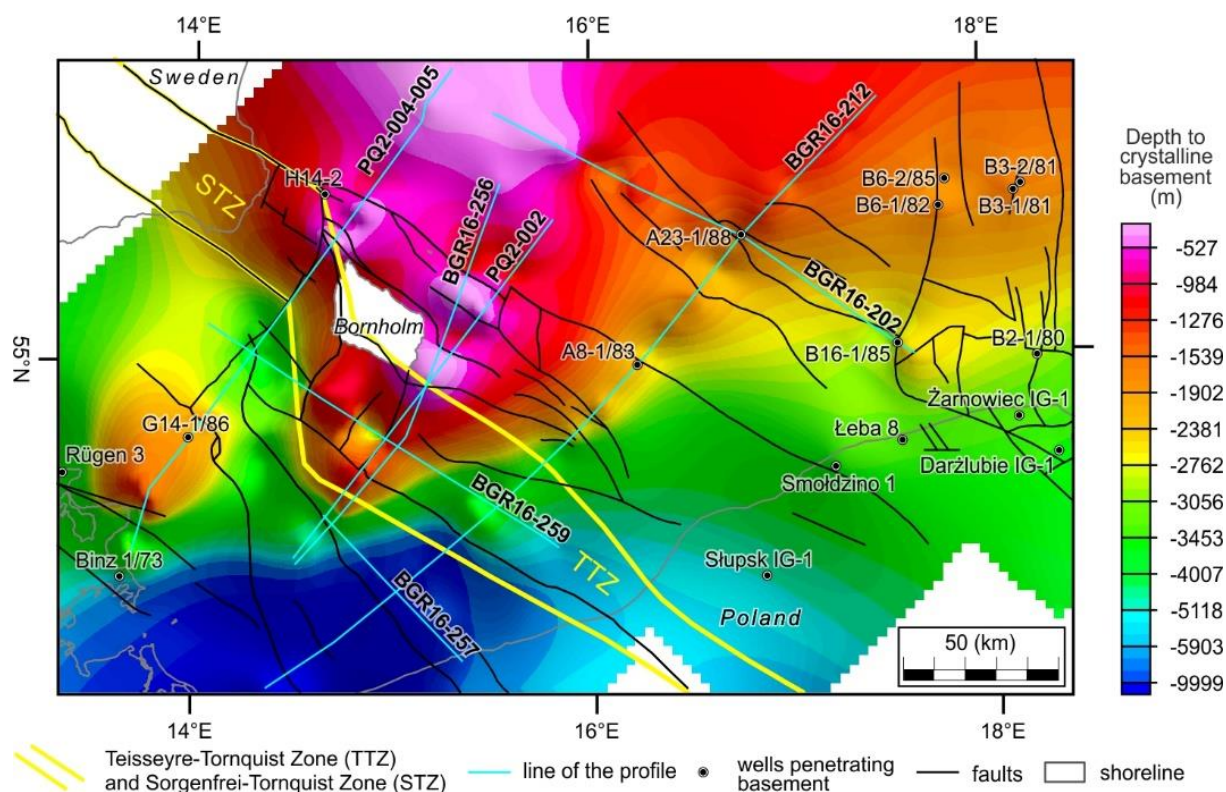 14°E
16°E
18°E
Sweden
PQ2-004-005
BGR16-212
STZ
H14-2
BGR16-256
PQ2-002
B6-2/85
B3-2/81
B6-1/82
B3-1/81
A23-1/88
BGR16-202
Bornholm
55°N
A8-1/83
B16-1/85
B2-1/80
G14-1/86
Żarnowiec IG-1
Łeba 8
Rügen 3
Darżlubie IG-1
Smołdzino 1
BGR16-259
Binz 1/73
TTZ
Słupsk IG-1
BGR16-257
Poland
50 (km)
14°E
16°E
18°E
Depth to
crystalline
basement
(m)
-527
-984
-1276
-1539
-1902
-2381
-2762
-3056
-3453
-4007
-5118
-5903
-9999
Teisseyre-Tornquist Zone (TTZ)
and Sorgenfrei-Tornquist Zone (STZ)
line of the profile
wells penetrating
basement
faults
shoreline